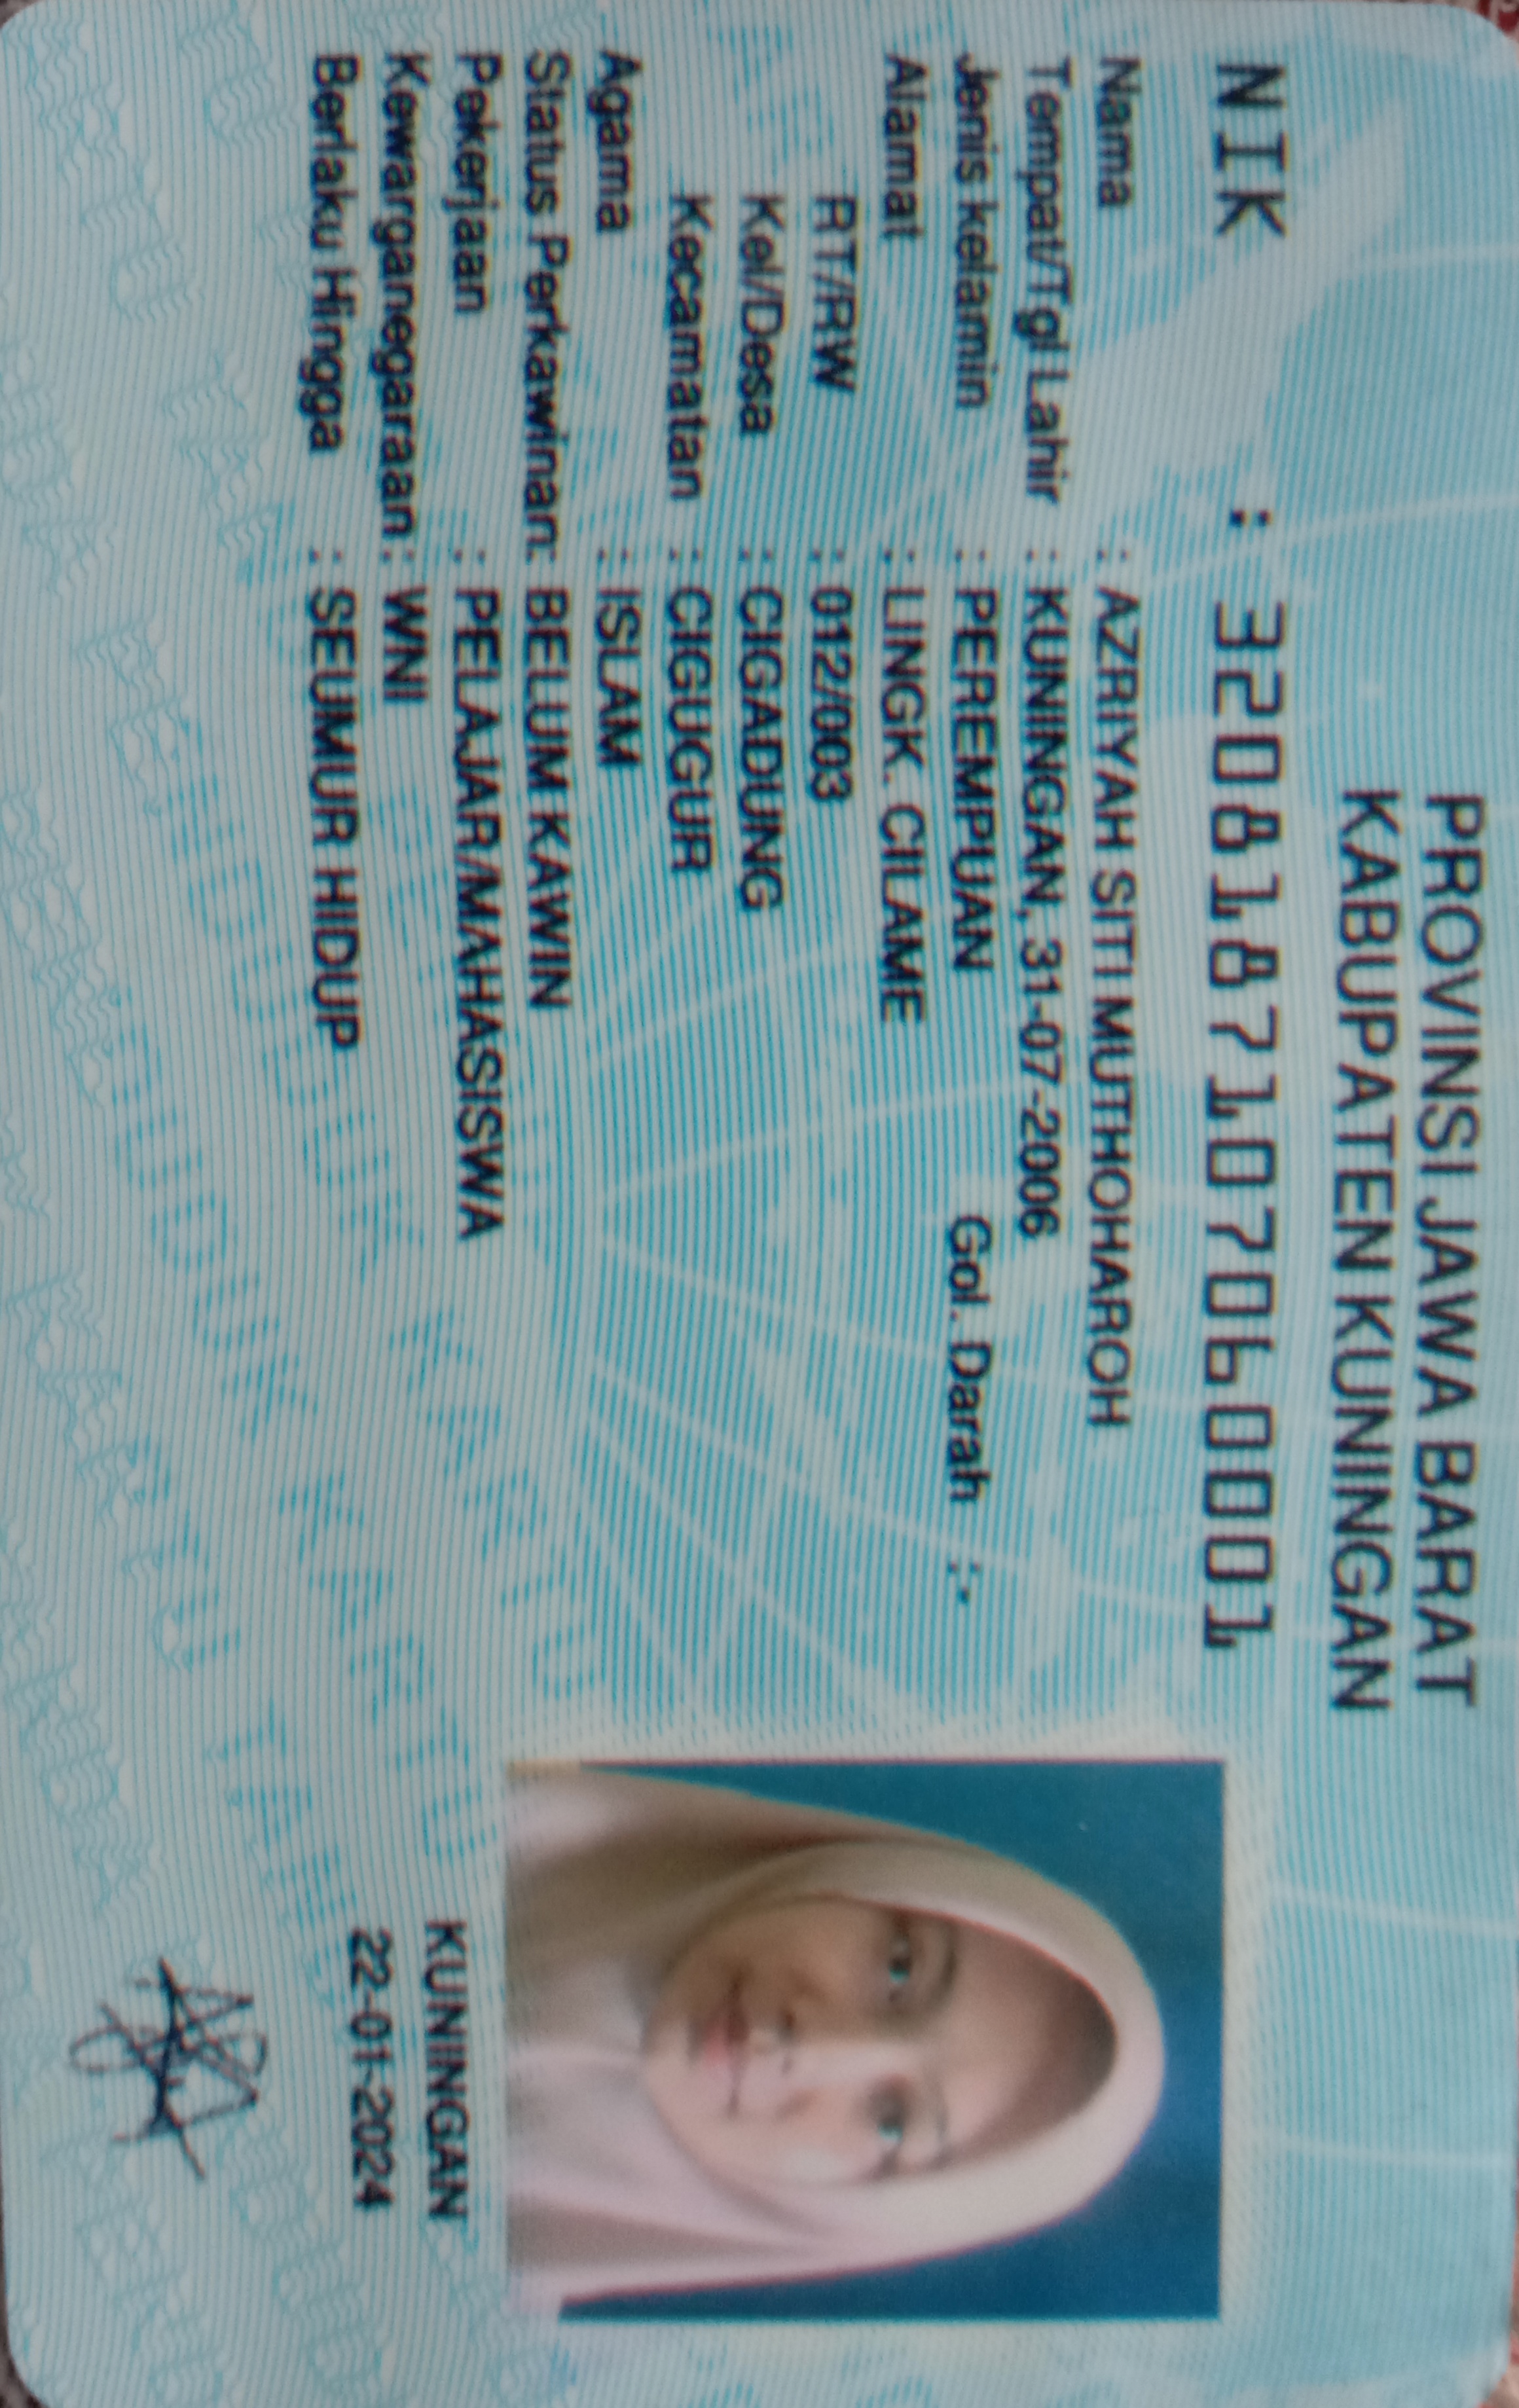 PROVINSI JAWA BARAT
KABUPATEN KUNINGAN
NIK : 3208187107060001
Nama : AZRIYAH SITI MUTHOHAROH
Tempat/Tgl Lahir : KUNINGAN, 31-07-2006
Jenis kelamin : PEREMPUAN Gol. Darah :-
Alamat : LINGK. CILAME
RT/RW : 012/003
Kel/Desa : CIGADUNG
Kecamatan : CIGUGUR
Agama : ISLAM
Status Perkawinan: BELUM KAWIN
Pekerjaan : PELAJAR/MAHASISWA
Kewarganegaraan : WNI
Berlaku Hingga : SEUMUR HIDUP
KUNINGAN
22-01-2024